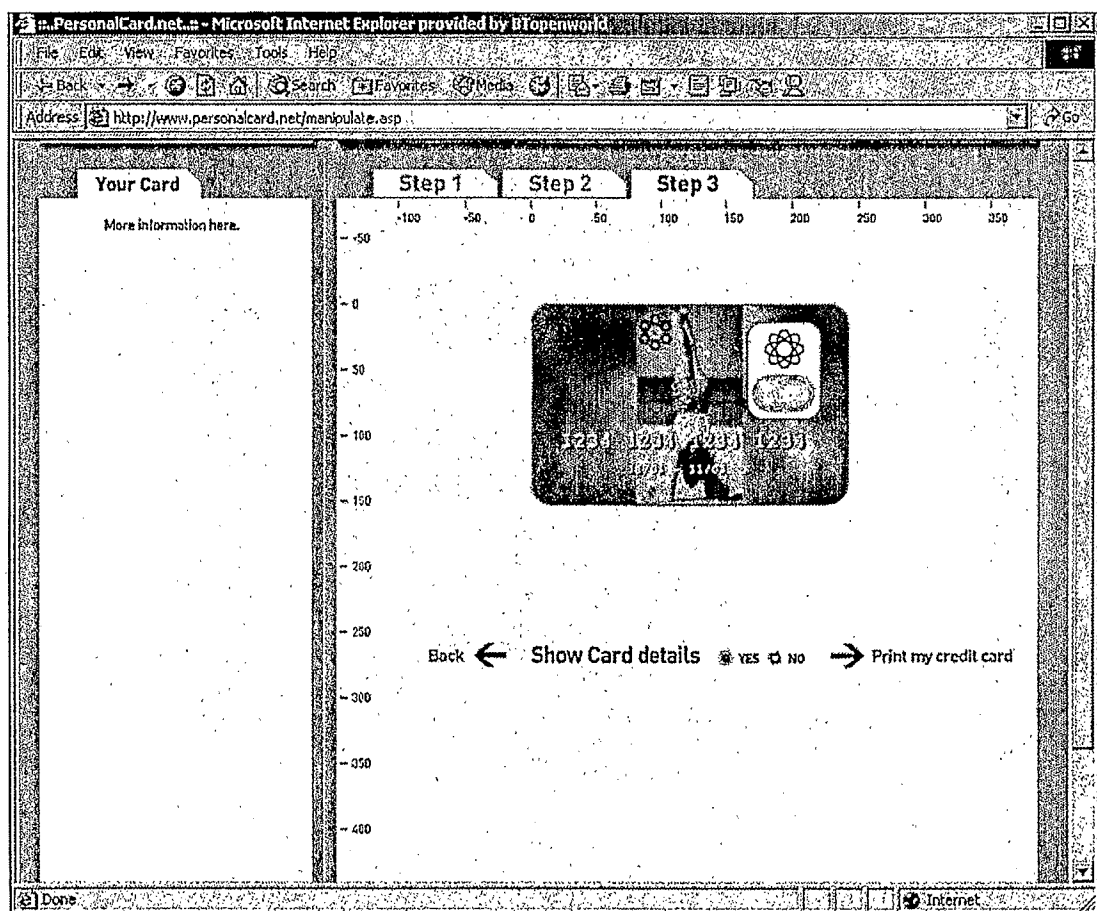 ::..PersonalCard.net..:: - Microsoft Internet Explorer provided by BTopenworld
File Edit View Favorites Tools Help
Back Search Favorites Media
Address http://www.personalcard.net/manipulate.asp Go
Your Card Step 1 Step 2 Step 3
More information here.
-100 -50 0 50 100 150 200 250 300 350
-50
0
50
100
150
200
250
300
350
400
1234 1234 1234 1234
11/01
Back Show Card details YES NO Print my credit card
Done Internet